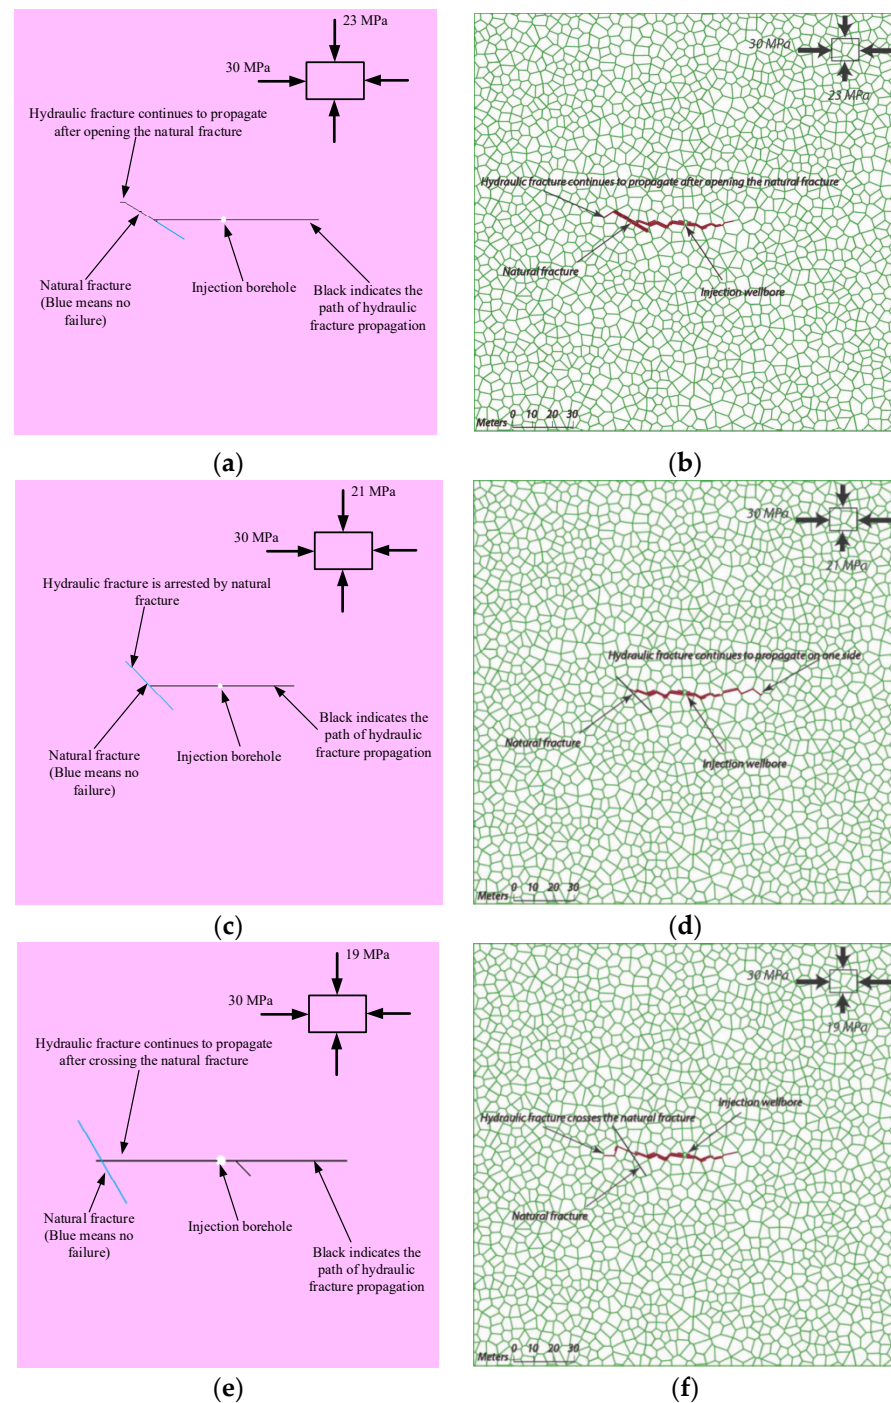 23 MPa
30 MPa
Hydraulic fracture continues to propagate
after opening the natural fracture
Natural fracture
(Blue means no
failure)
Injection borehole
Black indicates the
path of hydraulic
fracture propagation
(a)
30 MPa
23 MPa
Hydraulic fracture continues to propagate after opening the natural fracture
Natural fracture
Injection wellbore
Meters 0 10 20 30
(b)
21 MPa
30 MPa
Hydraulic fracture is arrested by natural
fracture
Natural fracture
(Blue means no
failure)
Injection borehole
Black indicates the
path of hydraulic
fracture propagation
(c)
30 MPa
21 MPa
Hydraulic fracture continues to propagate on one side
Natural fracture
Injection wellbore
Meters 0 10 20 30
(d)
19 MPa
30 MPa
Hydraulic fracture continues to propagate
after crossing the natural fracture
Natural fracture
(Blue means no
failure)
Injection borehole
Black indicates the
path of hydraulic
fracture propagation
(e)
30 MPa
19 MPa
Injection wellbore
Hydraulic fracture crosses the natural fracture
Natural fracture
Meters 0 10 20 30
(f)